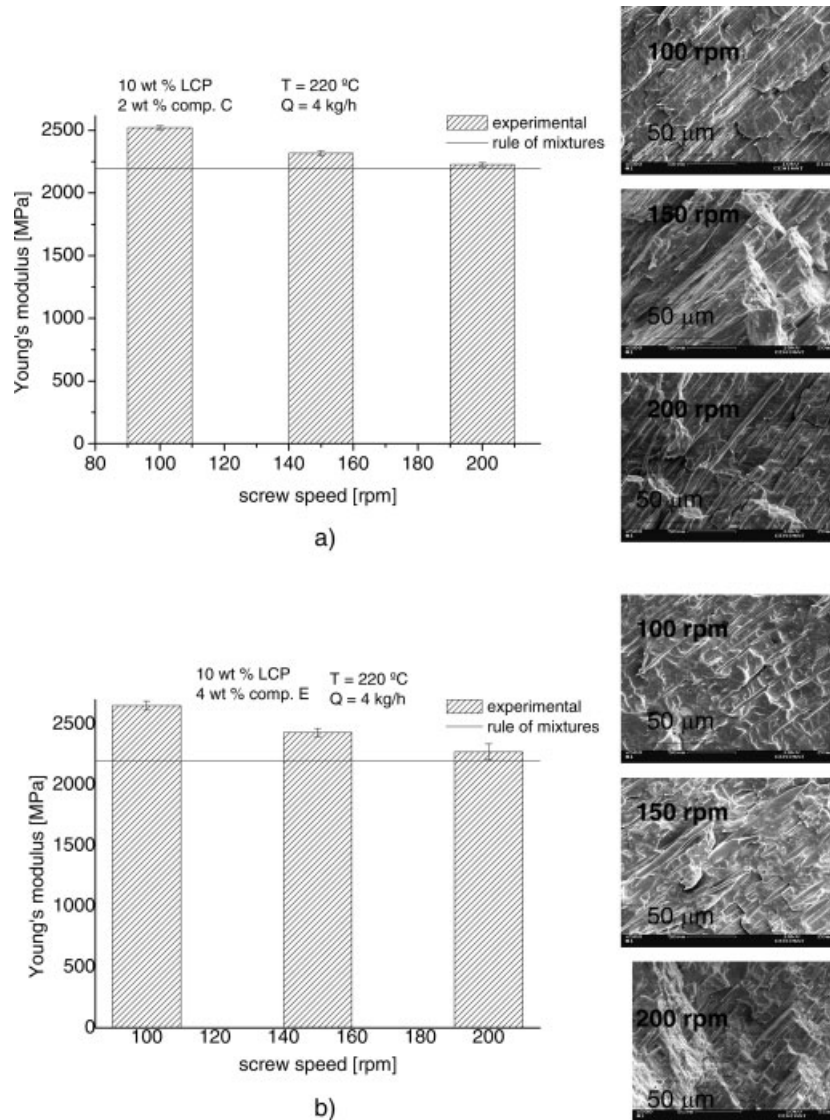 10 wt % LCP
2 wt % comp. C
T = 220 ºC
Q = 4 kg/h
experimental
rule of mixtures
Young's modulus [MPa]
2500
2000
1500
1000
500
0
80 100 120 140 160 180 200
screw speed [rpm]
a)
100 rpm
50 µm
150 rpm
50 µm
200 rpm
50 µm
10 wt % LCP
4 wt % comp. E
T = 220 ºC
Q = 4 kg/h
experimental
rule of mixtures
Young's modulus [MPa]
2500
2000
1500
1000
500
0
100 120 140 160 180 200
screw speed [rpm]
b)
100 rpm
50 µm
150 rpm
50 µm
200 rpm
50 µm